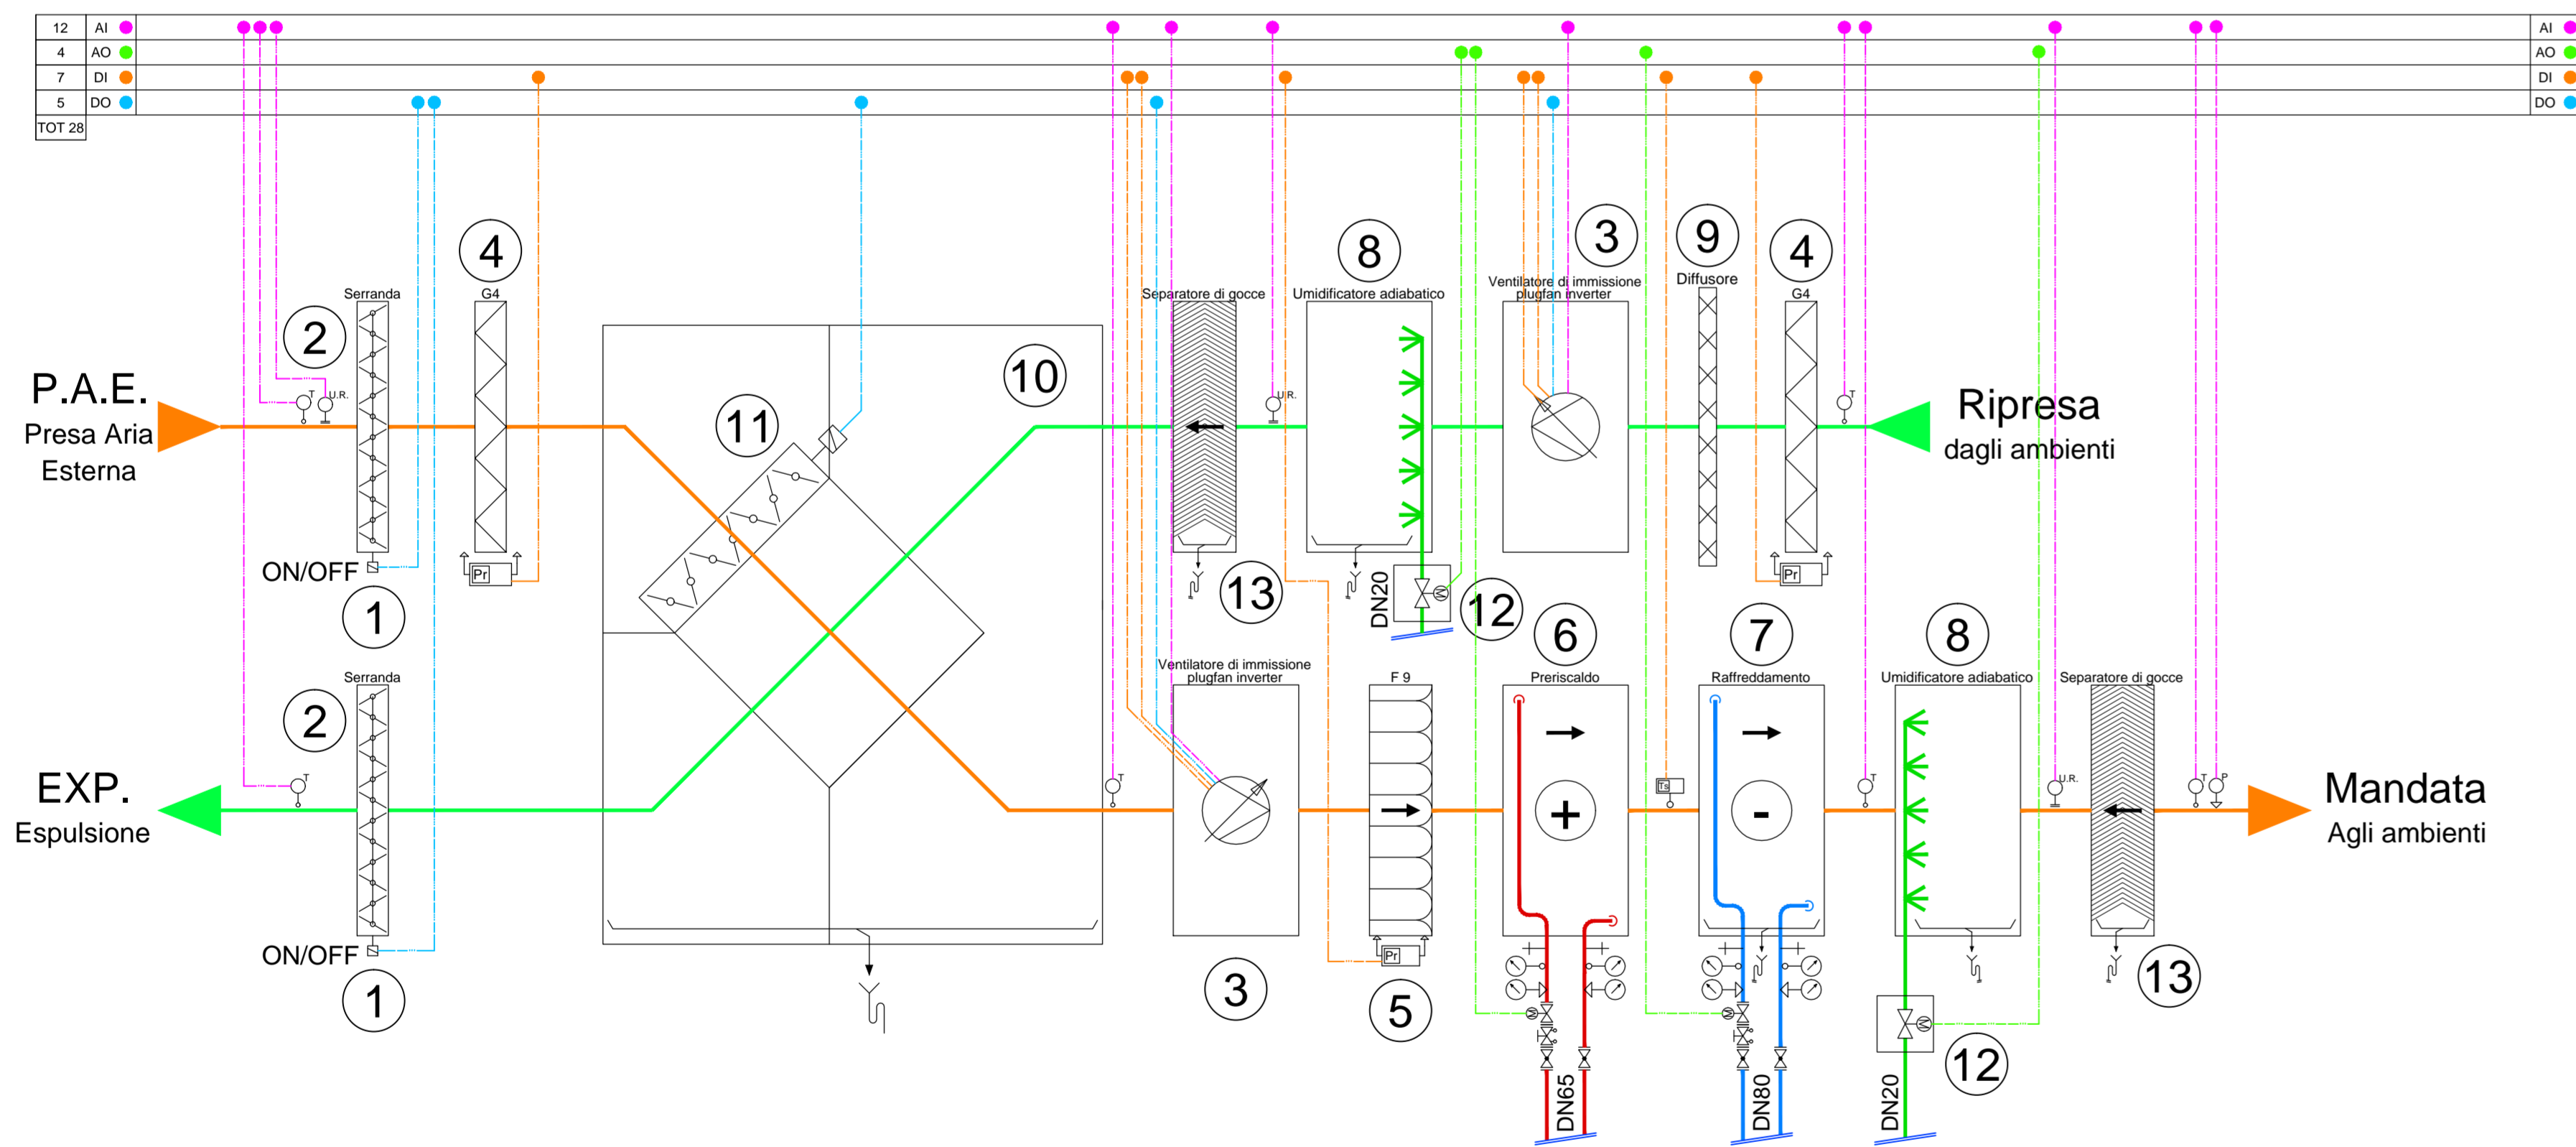 12 AI AI
4 AO AO
7 DI DI
5 DO DO
TOT 28
3
9
4
8
4
Diffusore
Serranda
G4
Separatore di gocce
Umidificatore adiabatico
Ventilatore di immissione
plugfan inverter
G4
2
10
P.A.E.
Presa Aria
Esterna
T
U.R.
11
U.R.
T
Ripresa
dagli ambienti
ON/OFF
Pr
Pr
1
13
DN20
12
6
7
8
Serranda
Ventilatore di immissione
plugfan inverter
F 9
Preriscaldo
Raffreddamento
Umidificatore adiabatico
Separatore di gocce
2
EXP.
Espulsione
T
T
Ts
T
U.R.
T
P
Mandata
Agli ambienti
+
-
ON/OFF
Pr
1
3
5
13
M
M
M
M
12
DN65
DN80
DN20